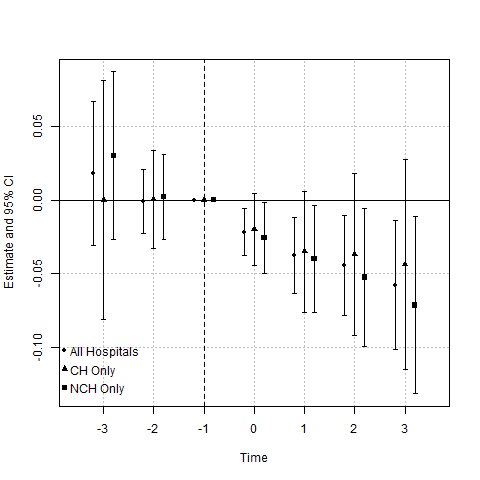 Estimate and 95% CI
0.05
0.00
-0.05
-0.10
All Hospitals
CH Only
NCH Only
-3 -2 -1 0 1 2 3
Time